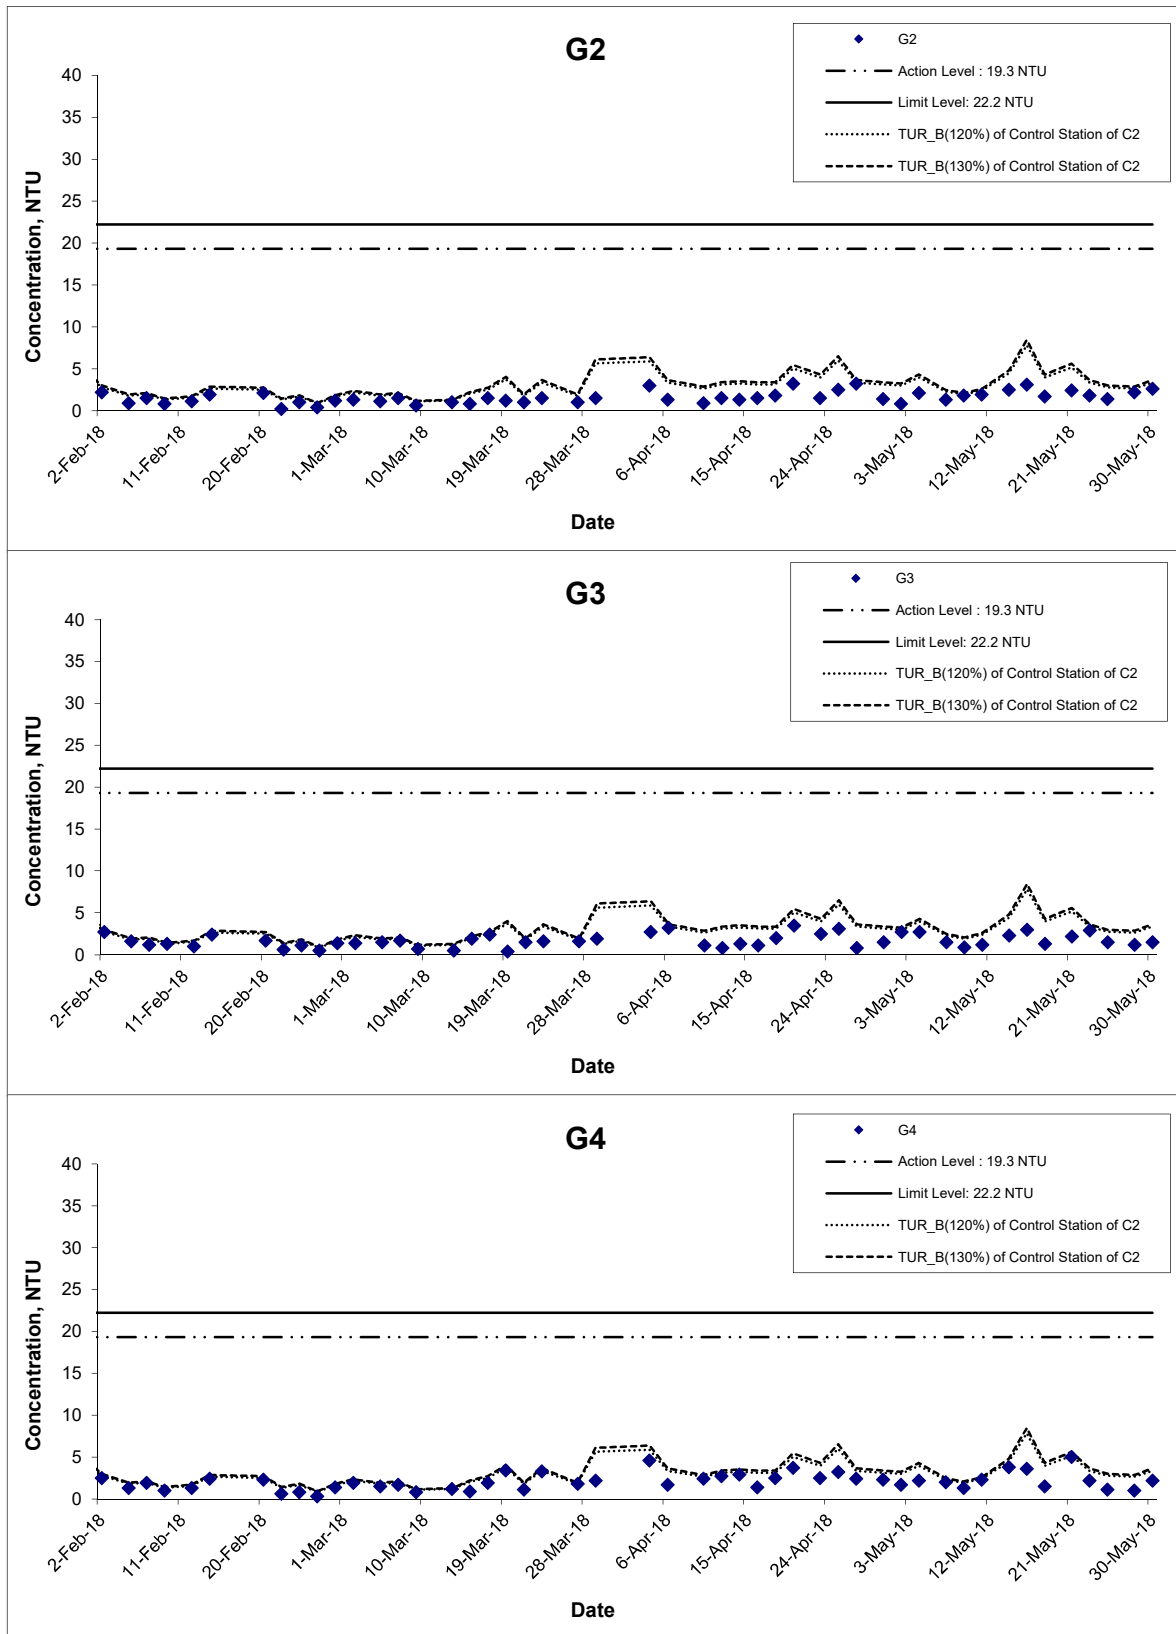 G2
G2
Action Level : 19.3 NTU
Limit Level: 22.2 NTU
TUR_B(120%) of Control Station of C2
TUR_B(130%) of Control Station of C2
Concentration, NTU
40
35
30
25
20
15
10
5
0
2-Feb-18
11-Feb-18
20-Feb-18
1-Mar-18
10-Mar-18
19-Mar-18
28-Mar-18
6-Apr-18
15-Apr-18
24-Apr-18
3-May-18
12-May-18
21-May-18
30-May-18
Date
G3
G3
Action Level : 19.3 NTU
Limit Level: 22.2 NTU
TUR_B(120%) of Control Station of C2
TUR_B(130%) of Control Station of C2
Concentration, NTU
40
35
30
25
20
15
10
5
0
2-Feb-18
11-Feb-18
20-Feb-18
1-Mar-18
10-Mar-18
19-Mar-18
28-Mar-18
6-Apr-18
15-Apr-18
24-Apr-18
3-May-18
12-May-18
21-May-18
30-May-18
Date
G4
G4
Action Level : 19.3 NTU
Limit Level: 22.2 NTU
TUR_B(120%) of Control Station of C2
TUR_B(130%) of Control Station of C2
Concentration, NTU
40
35
30
25
20
15
10
5
0
2-Feb-18
11-Feb-18
20-Feb-18
1-Mar-18
10-Mar-18
19-Mar-18
28-Mar-18
6-Apr-18
15-Apr-18
24-Apr-18
3-May-18
12-May-18
21-May-18
30-May-18
Date